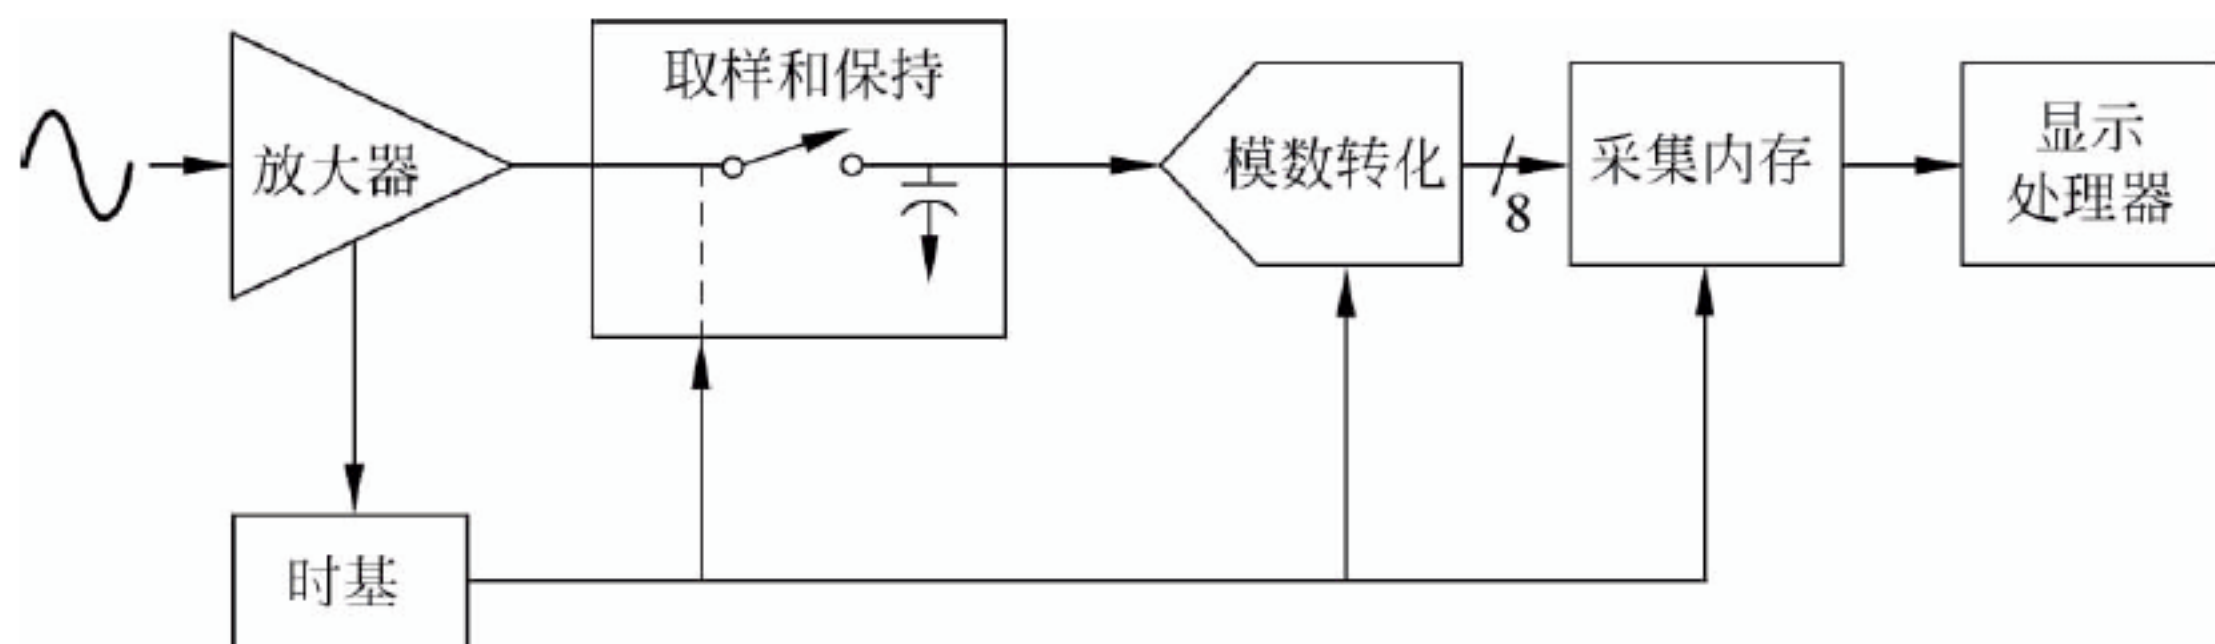 取样和保持
放大器
模数转化
8
采集内存
显示
处理器
时基